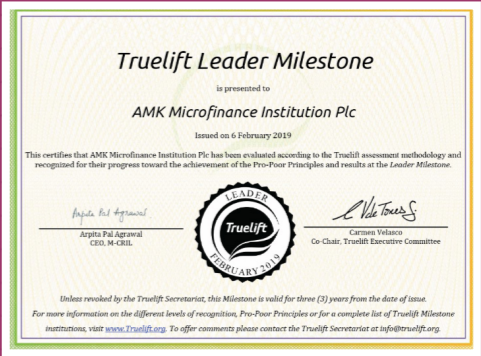 Truelift Leader Milestone
is presented to
AMK Microfinance Institution Plc
Issued on 6 February 2019
This certifies that AMK Microfinance Institution Plc has been evaluated according to the Truelift assessment methodology and
recognized for their progress toward the achievement of the Pro-Poor Principles and results at the Leader Milestone.
Arpita Pal Agrawal
Arpita Pal Agrawal
CEO, M-CRIL
LEADER
Truelift
FEBRUARY 2019
Carmen Velasco
Co-Chair, Truelift Executive Committee
Unless revoked by the Truelift Secretariat, this Milestone is valid for three (3) years from the date of issue.
For more information on the different levels of recognition, Pro-Poor Principles or for a complete list of Truelift Milestone
institutions, visit www.Truelift.org. To offer comments please contact the Truelift Secretariat at info@truelift.org.